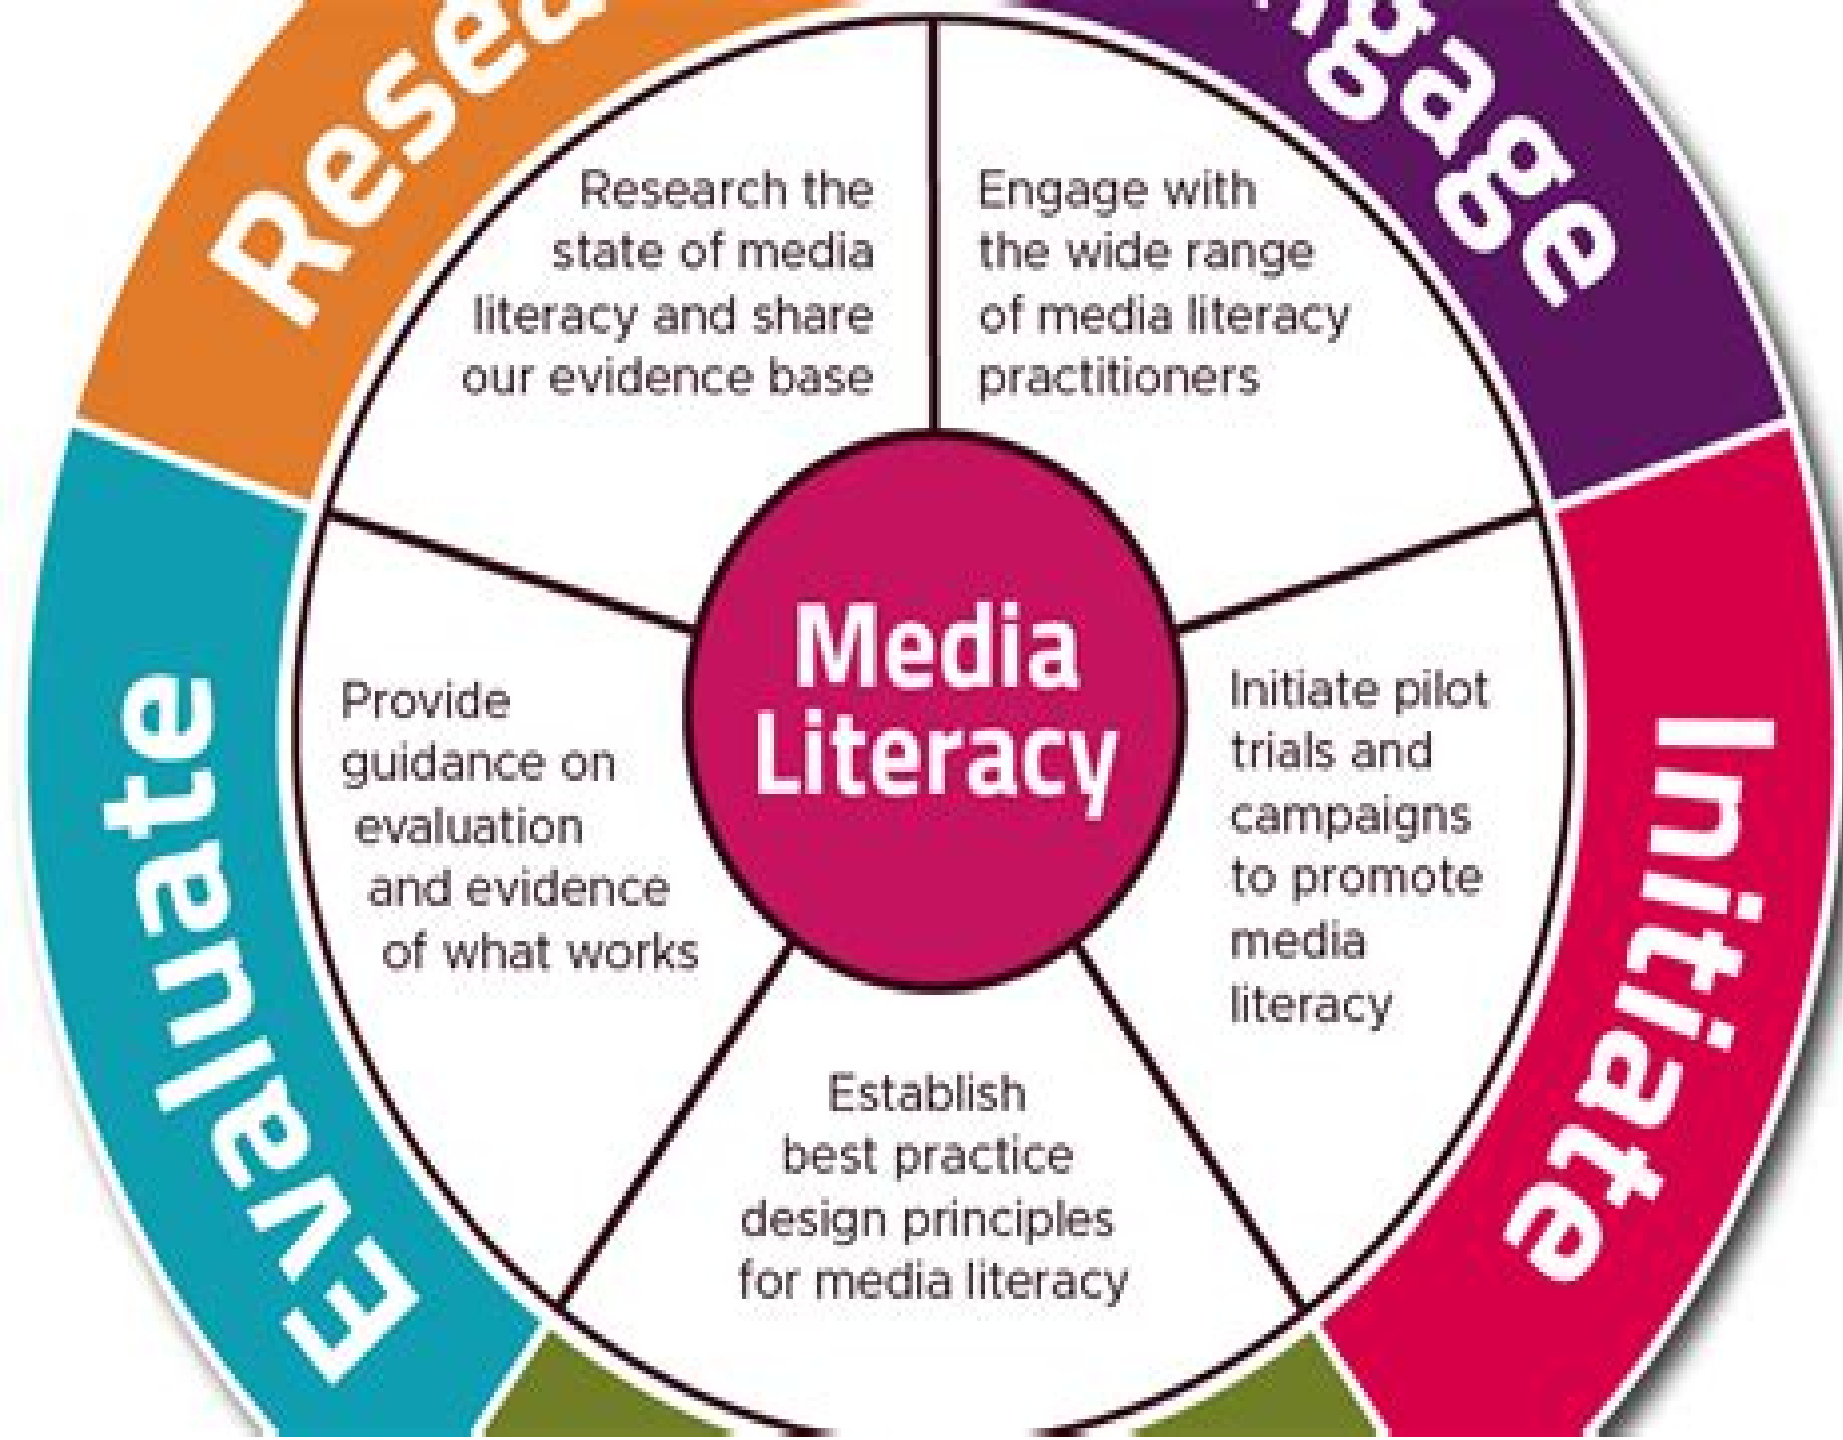 Research the
state of media
literacy and share
our evidence base
Engage with
the wide range
of media literacy
practitioners
Initiate
Initiate pilot
trials and
campaigns
to promote
media
literacy
Establish
best practice
design principles
for media literacy
Evaluate
Provide
guidance on
evaluation
and evidence
of what works
Media
Literacy